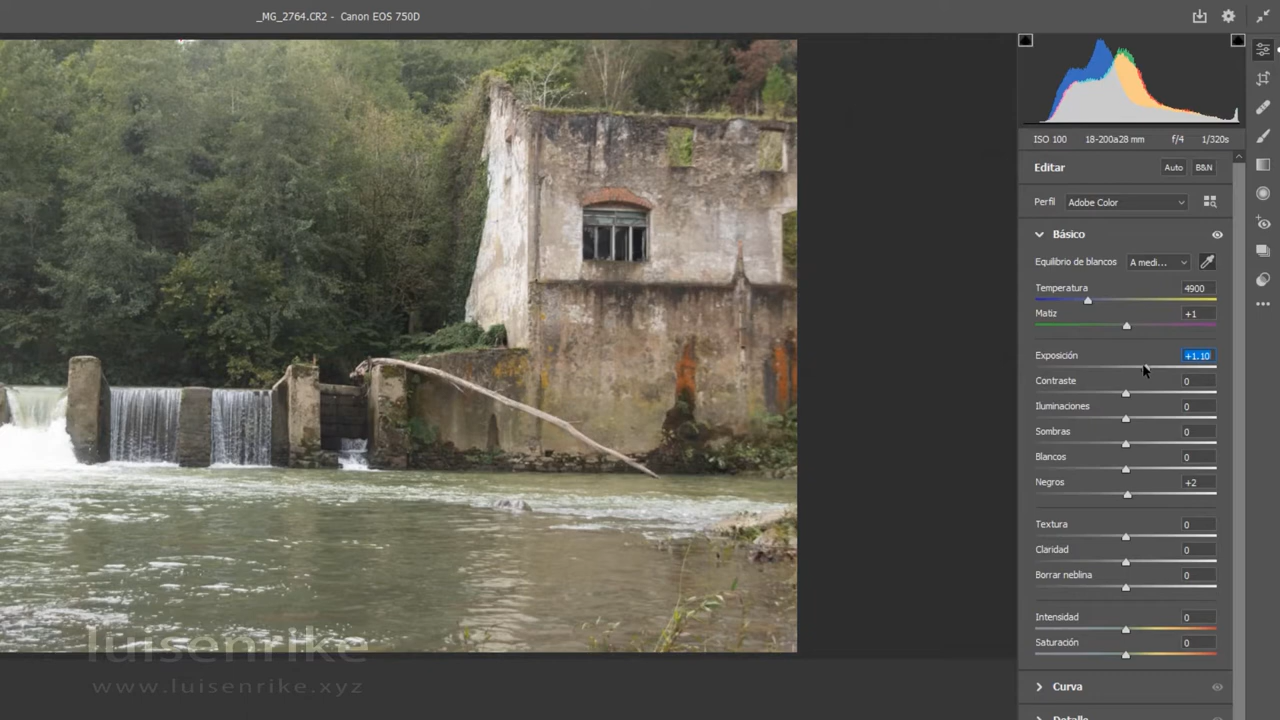 _MG_2764.CR2 - Canon EOS 750D
ISO 100 18-200a28 mm f/4 1/320s
Editar Auto B&N
Perfil Adobe Color
Básico
Equilibrio de blancos A medi...
Temperatura 4900
Matiz +1
Exposición +1.10
Contraste 0
Iluminaciones 0
Sombras 0
Blancos 0
Negros +2
Textura 0
Claridad 0
Borrar neblina 0
Intensidad 0
Saturación 0
Curva
Detalle
luisenrike
www.luisenrike.xyz